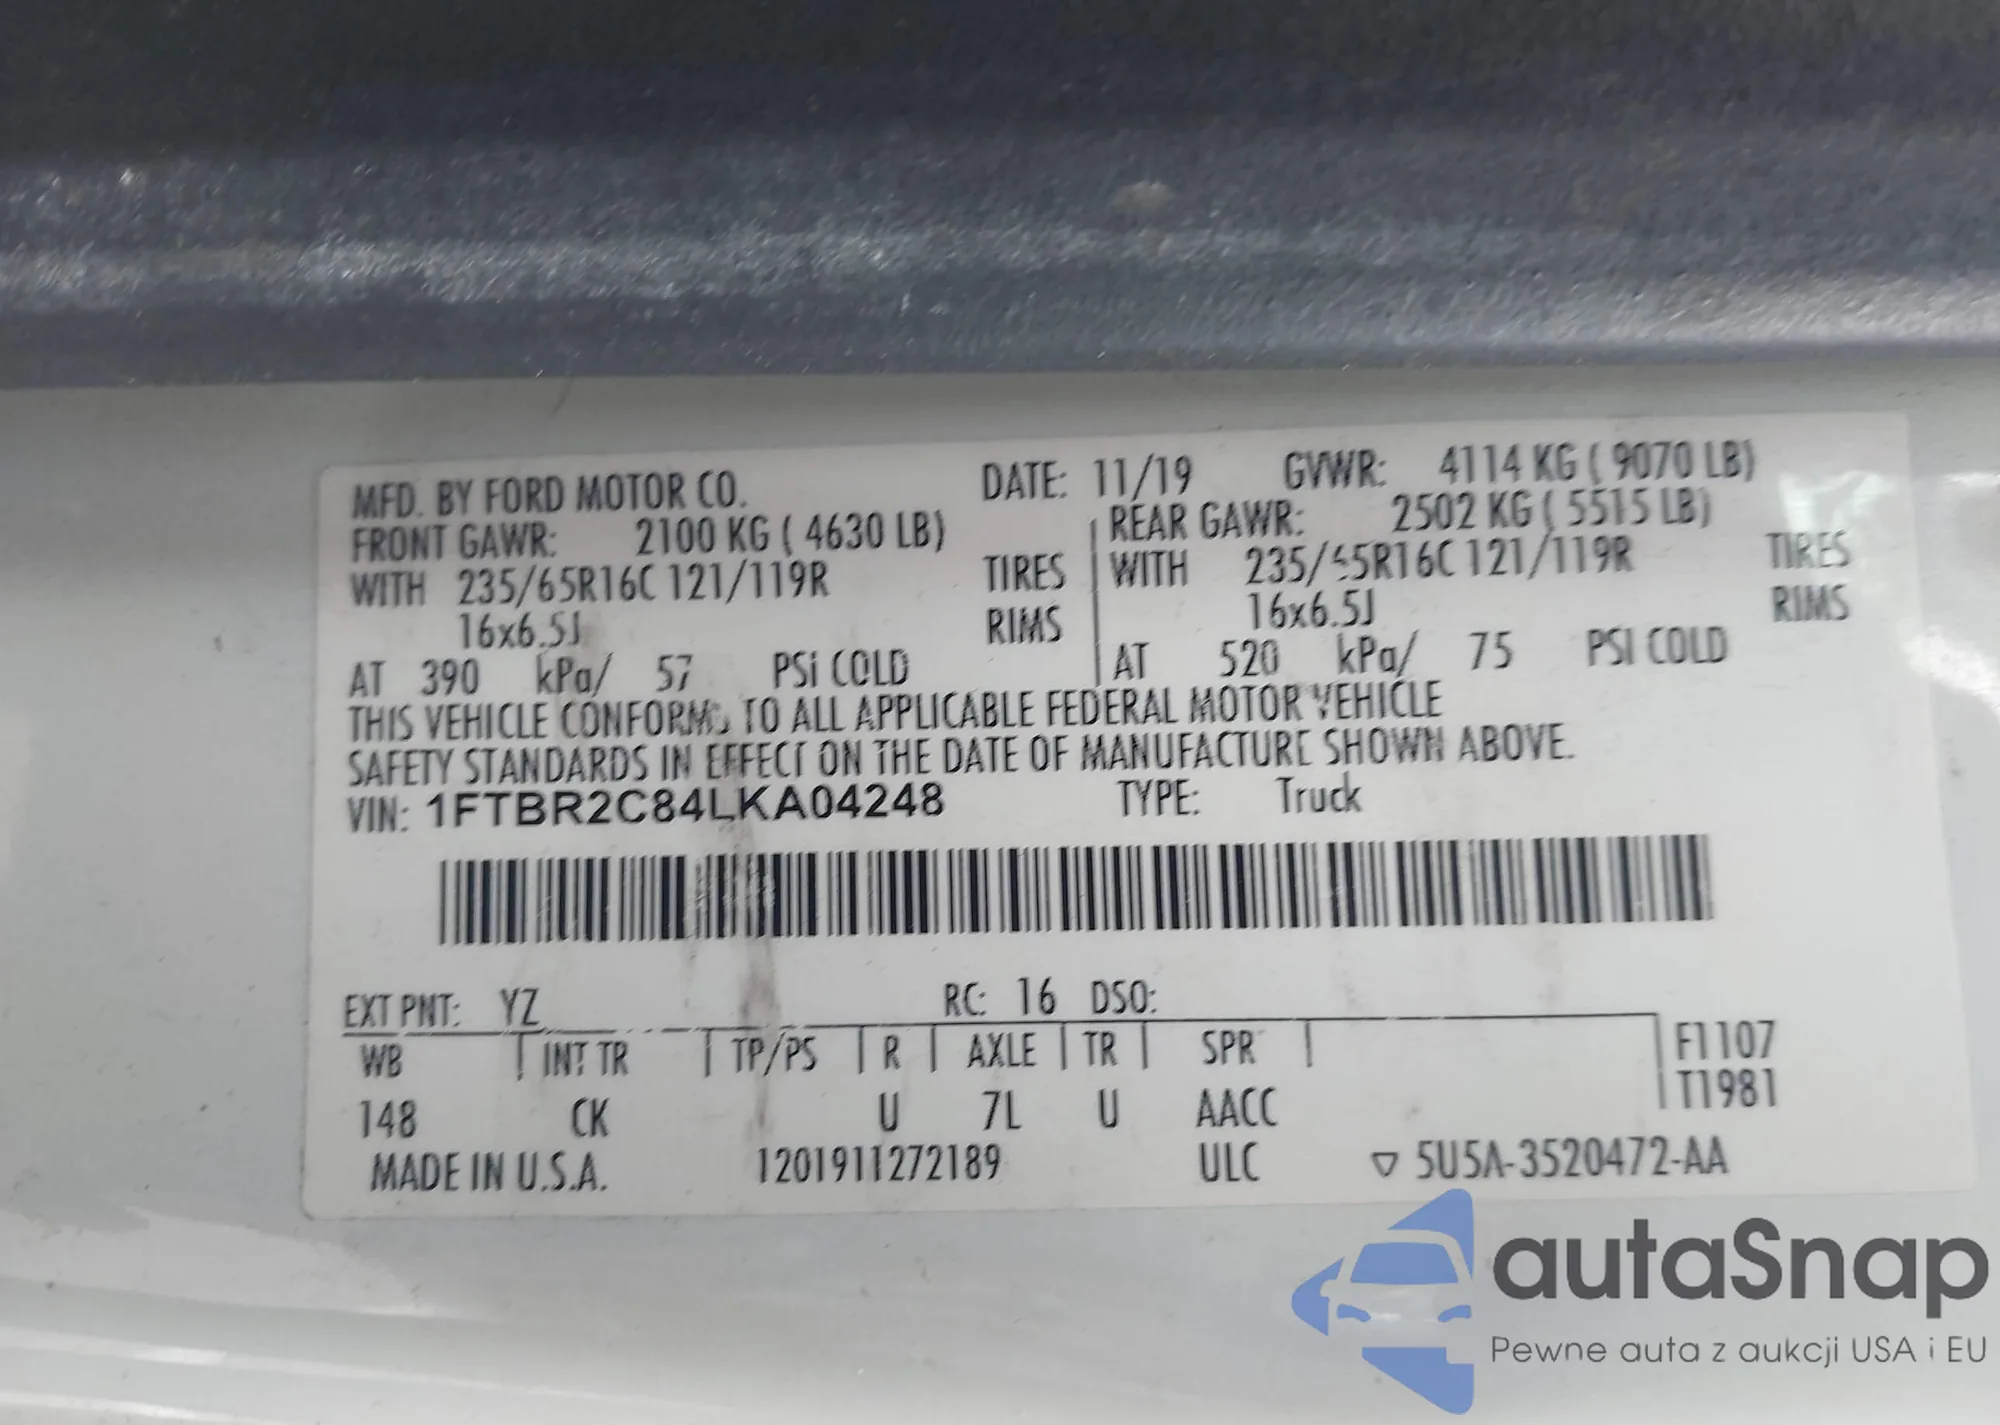 MFD. BY FORD MOTOR CO. DATE: 11/19 GVWR: 4114 KG ( 9070 LB)
FRONT GAWR: 2100 KG ( 4630 LB) REAR GAWR: 2502 KG ( 5515 LB)
WITH 235/65R16C 121/119R TIRES WITH 235/65R16C 121/119R TIRES
16x6.5J RIMS 16x6.5J RIMS
AT 390 kPa/ 57 PSi COLD AT 520 kPa/ 75 PSI COLD
THIS VEHICLE CONFORMS TO ALL APPLICABLE FEDERAL MOTOR VEHICLE
SAFETY STANDARDS IN EFFECT ON THE DATE OF MANUFACTURE SHOWN ABOVE.
VIN: 1FTBR2C84LKA04248 TYPE: Truck
EXT PNT: YZ RC: 16 DSO:
WB INT TR TP/PS R AXLE TR SPR F1107
148 CK U 7L U AACC T1981
MADE IN U.S.A. 1201911272189 ULC ▽ 5U5A-3520472-AA
autaSnap
Pewne auta z aukcji USA i EU